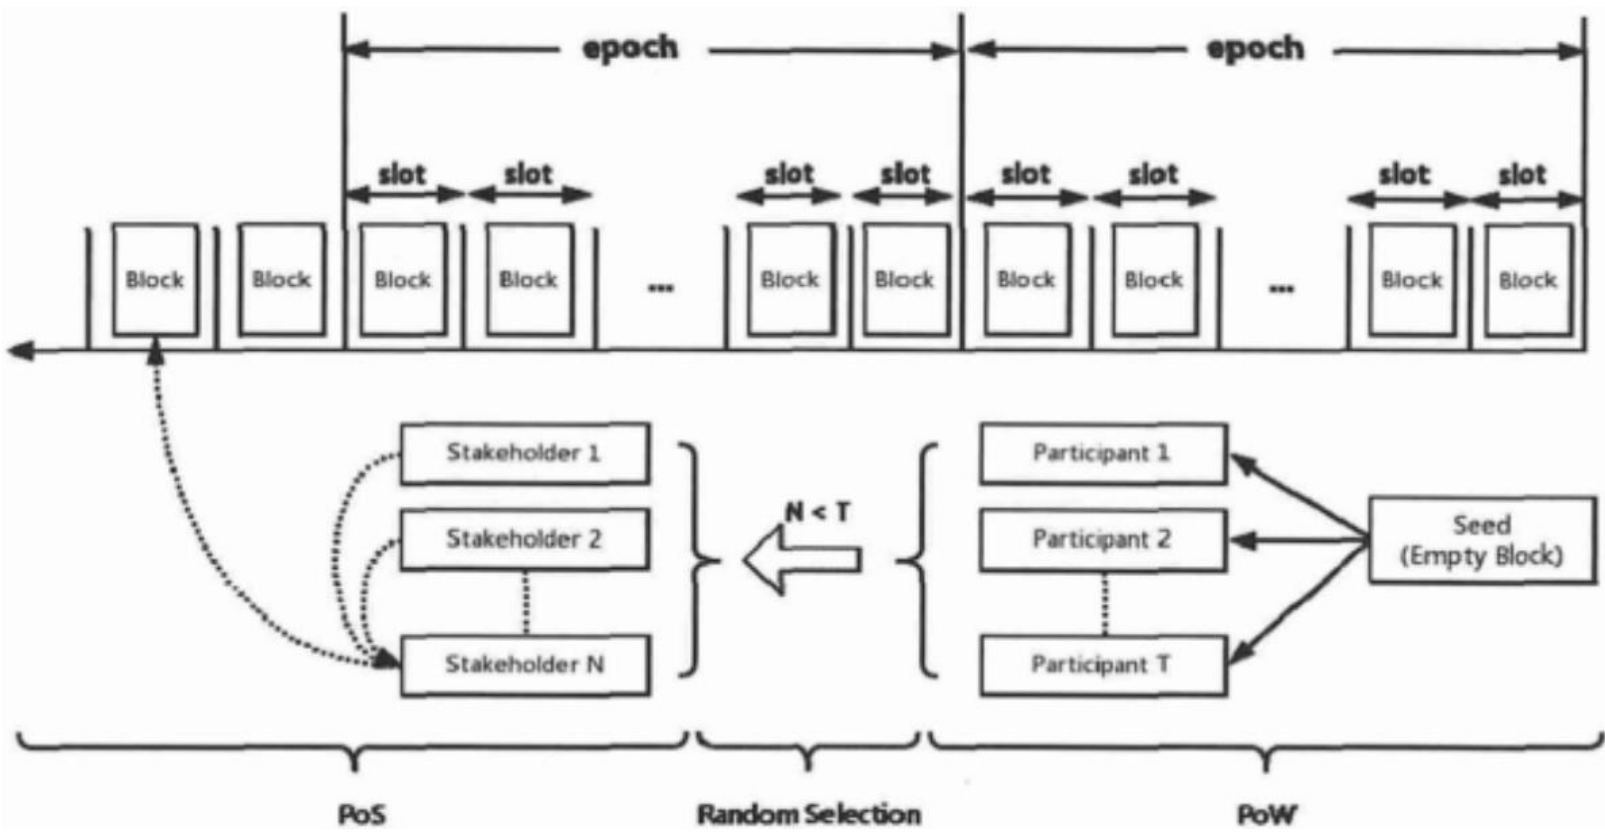 epoch epoch
slot slot slot slot slot slot slot slot
Block Block Block Block ... Block Block Block Block ... Block Block
Stakeholder 1
Stakeholder 2
Stakeholder N
N < T
Participant 1
Participant 2
Participant T
Seed
(Empty Block)
PoS Random Selection PoW